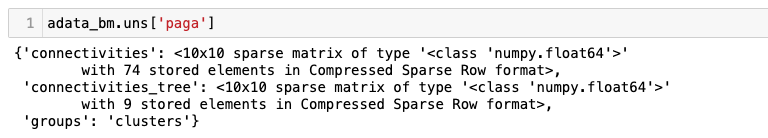 1 adata_bm.uns['paga']
{'connectivities': <10x10 sparse matrix of type '<class 'numpy.float64'>'
        with 74 stored elements in Compressed Sparse Row format>,
 'connectivities_tree': <10x10 sparse matrix of type '<class 'numpy.float64'>'
        with 9 stored elements in Compressed Sparse Row format>,
 'groups': 'clusters'}